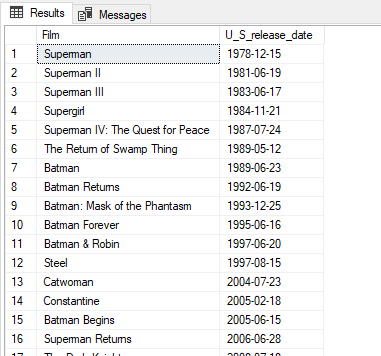 Results Messages
Film U_S_release_date
1 Superman 1978-12-15
2 Superman II 1981-06-19
3 Superman III 1983-06-17
4 Supergirl 1984-11-21
5 Superman IV: The Quest for Peace 1987-07-24
6 The Return of Swamp Thing 1989-05-12
7 Batman 1989-06-23
8 Batman Returns 1992-06-19
9 Batman: Mask of the Phantasm 1993-12-25
10 Batman Forever 1995-06-16
11 Batman & Robin 1997-06-20
12 Steel 1997-08-15
13 Catwoman 2004-07-23
14 Constantine 2005-02-18
15 Batman Begins 2005-06-15
16 Superman Returns 2006-06-28
17